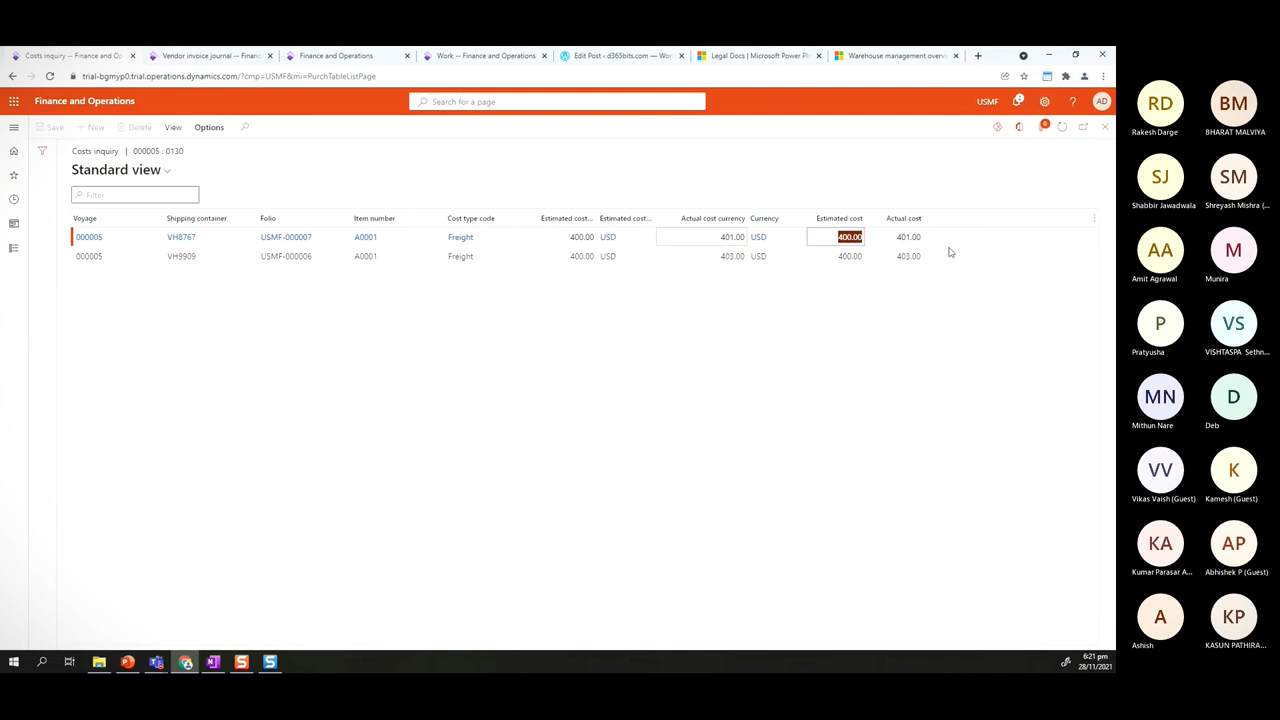 Costs inquiry -- Finance and Op
Vendor invoice journal -- Financ
Finance and Operations
Work -- Finance and Operations
Edit Post ‹ d365bits.com — Wor
Legal Docs | Microsoft Power Pl
Warehouse management overv
trial-bgmyp0.trial.operations.dynamics.com/?cmp=USMF&mi=PurchTableListPage
Finance and Operations
Search for a page
USMF
2
?
AD
Save
New
Delete
View
Options
0
Costs inquiry | 000005 : 0130
Standard view
Filter
Voyage Shipping container Folio Item number Cost type code Estimated cost... Estimated cost... Actual cost currency Currency Estimated cost Actual cost
000005 VH8767 USMF-000007 A0001 Freight 400.00 USD 401.00 USD 400.00 401.00
000005 VH9909 USMF-000006 A0001 Freight 400.00 USD 403.00 USD 400.00 403.00
RD BM
Rakesh Darge BHARAT MALVIYA
SJ SM
Shabbir Jawadwala Shreyash Mishra (...
AA M
Amit Agrawal Munira
P VS
Pratyusha VISHTASPA Sethn...
MN D
Mithun Nare Deb
VV K
Vikas Vaish (Guest) Kamesh (Guest)
KA AP
Kumar Parasar A... Abhishek P (Guest)
A KP
Ashish KASUN PATHIRA...
6:21 pm
28/11/2021